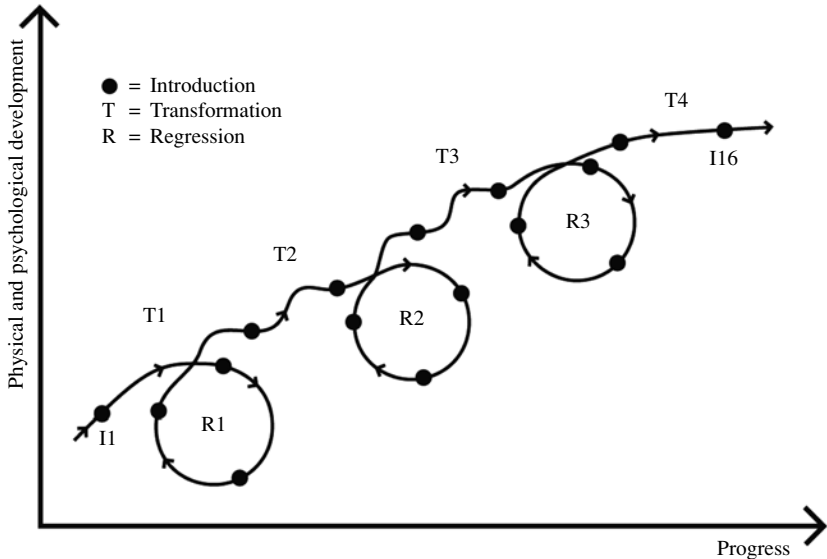 Physical and psychological development
● = Introduction
T = Transformation
R = Regression
T4
I16
T3
R3
T2
R2
T1
R1
I1
Progress